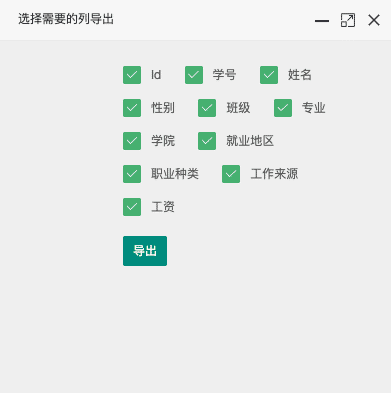 选择需要的列导出
Id 学号 姓名
性别 班级 专业
学院 就业地区
职业种类 工作来源
工资
导出